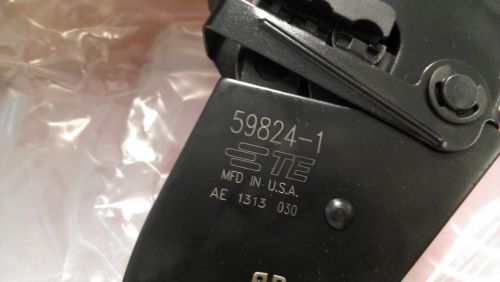 59824-1
TE
MFD IN U.S.A.
AE 1313 030